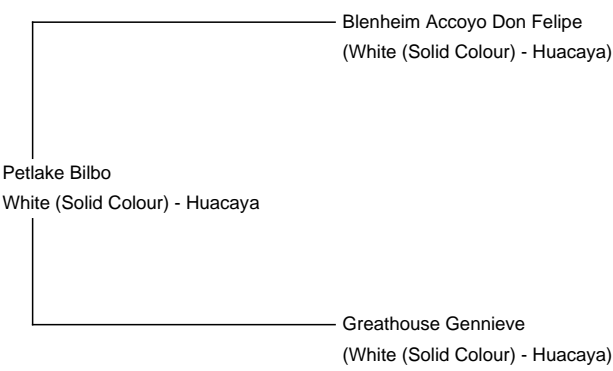 Blenheim Accoyo Don Felipe
(White (Solid Colour) - Huacaya)
Petlake Bilbo
White (Solid Colour) - Huacaya
Greathouse Gennieve
(White (Solid Colour) - Huacaya)